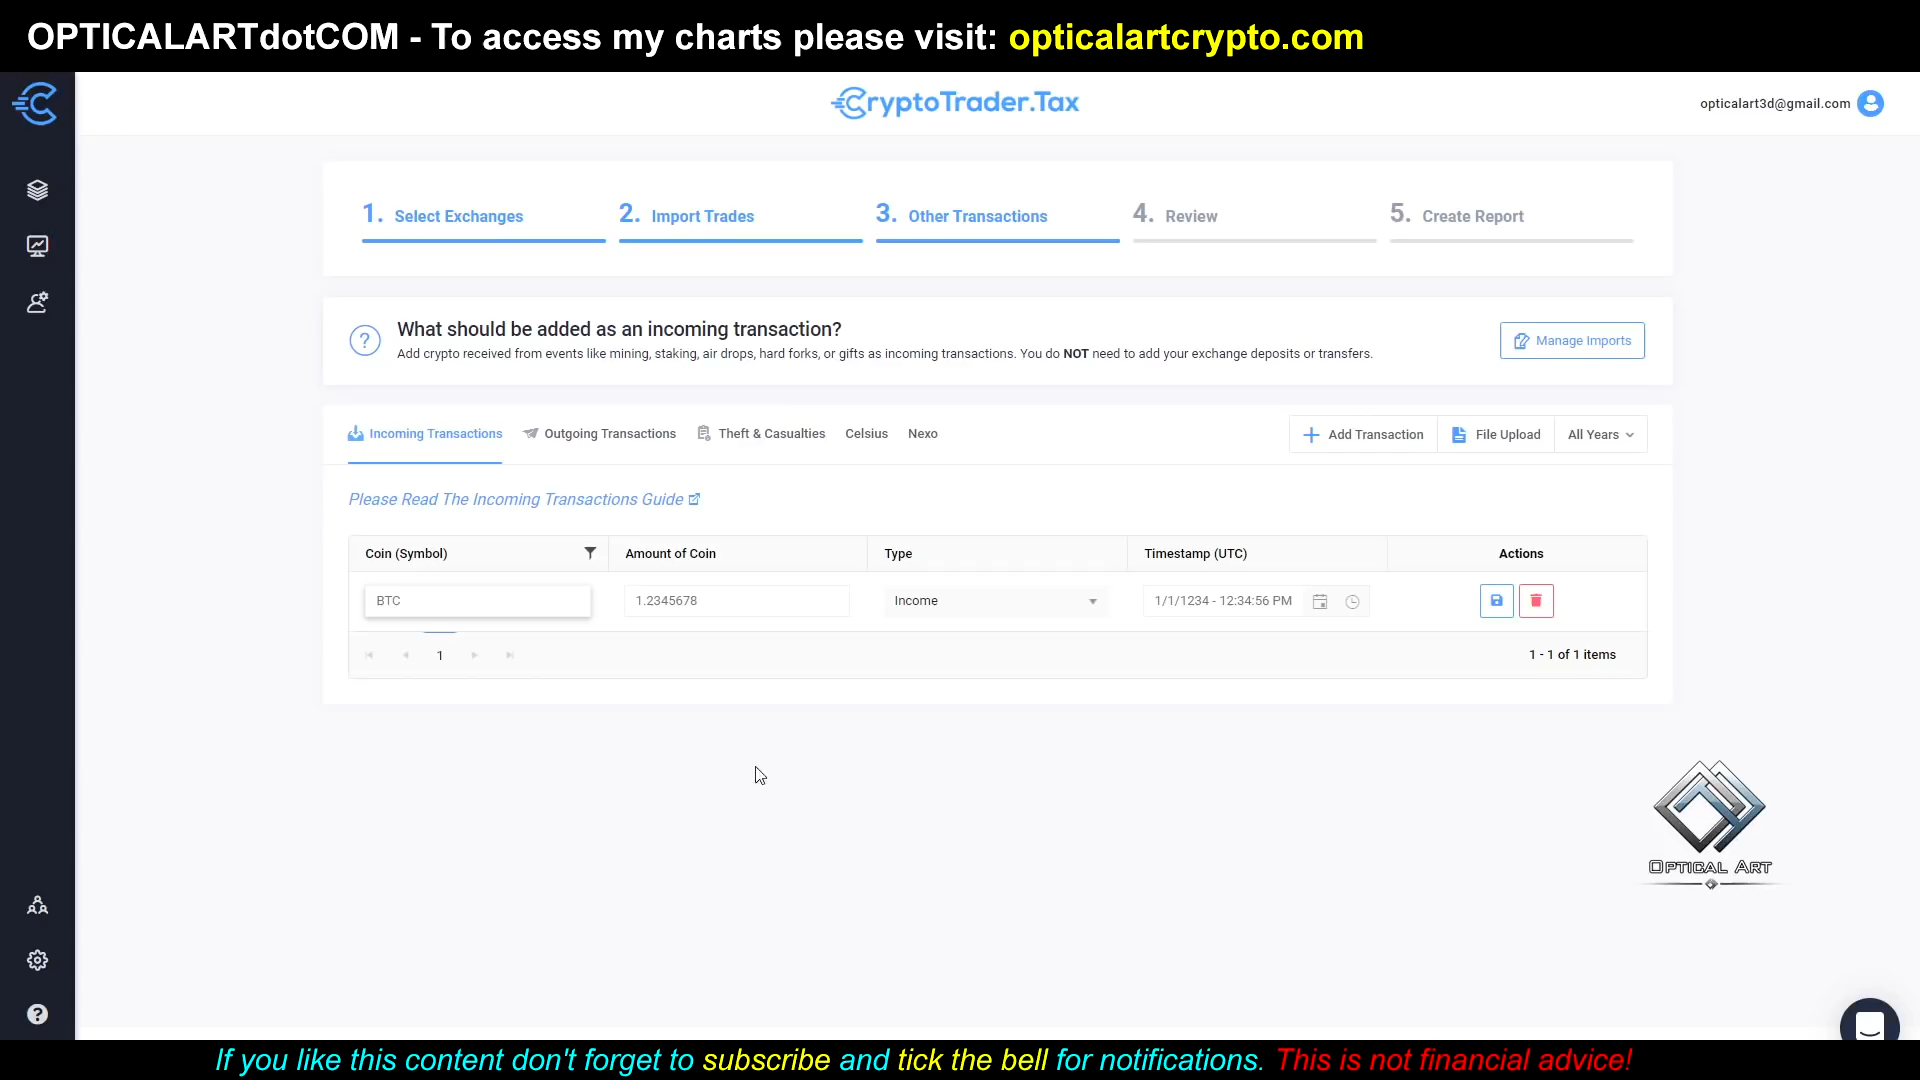 OPTICALARTdotCOM - To access my charts please visit: opticalartcrypto.com
CryptoTrader.Tax
opticalart3d@gmail.com
1. Select Exchanges
2. Import Trades
3. Other Transactions
4. Review
5. Create Report
What should be added as an incoming transaction?
Add crypto received from events like mining, staking, air drops, hard forks, or gifts as incoming transactions. You do NOT need to add your exchange deposits or transfers.
Manage Imports
Incoming Transactions
Outgoing Transactions
Theft & Casualties
Celsius
Nexo
Add Transaction
File Upload
All Years
Please Read The Incoming Transactions Guide
Coin (Symbol)
Amount of Coin
Type
Timestamp (UTC)
Actions
BTC
1.2345678
Income
1/1/1234 - 12:34:56 PM
1
1 - 1 of 1 items
OPTICAL ART
If you like this content don't forget to subscribe and tick the bell for notifications. This is not financial advice!